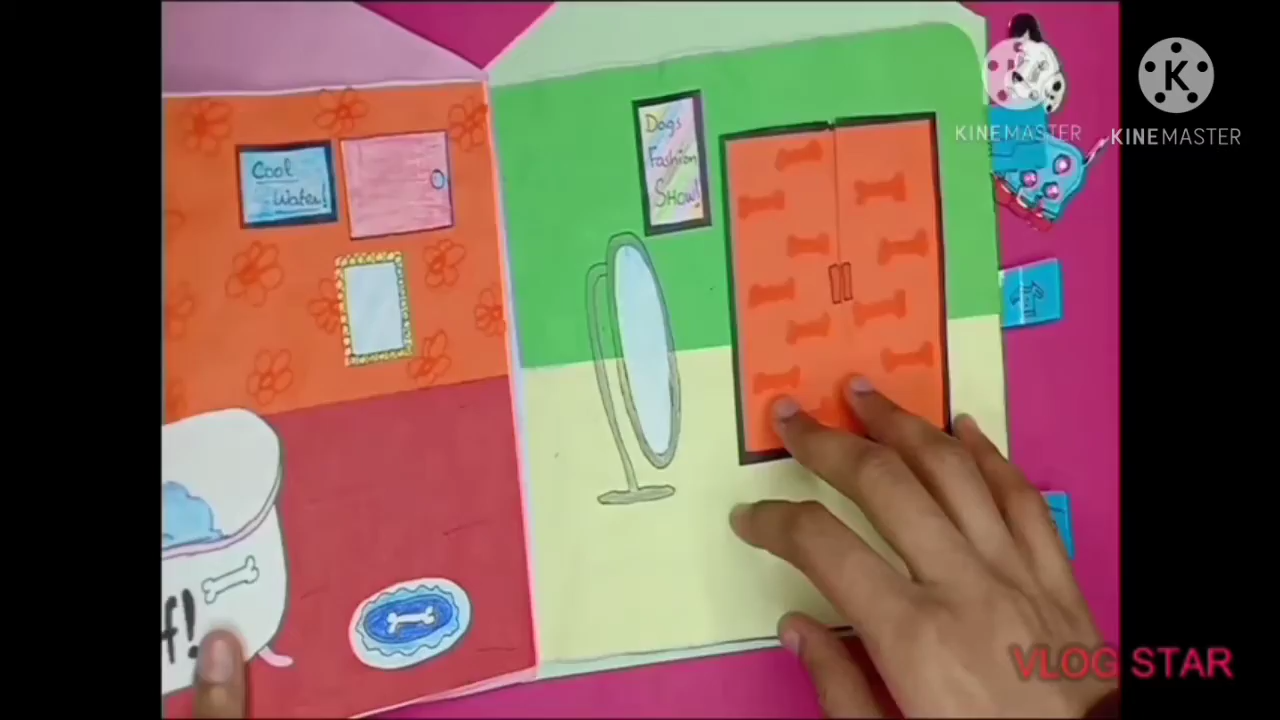 Cool
Water!
Dogs
Fashion
SHOW!
f!
K
KINEMASTER
K
KINEMASTER
VLOG STAR